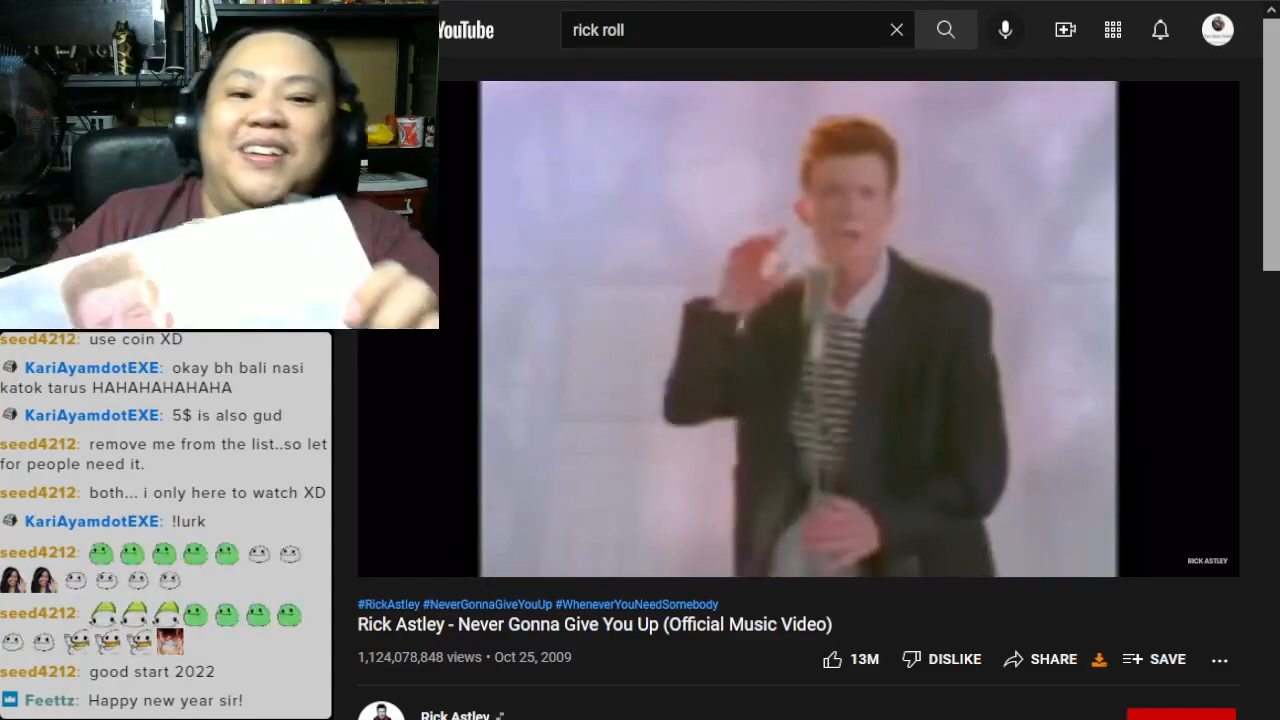 YouTube
rick roll
seed4212: use coin XD
KariAyamdotEXE: okay bh bali nasi
katok tarus HAHAHAHAHAHA
KariAyamdotEXE: 5$ is also gud
seed4212: remove me from the list..so let
for people need it.
seed4212: both... i only here to watch XD
KariAyamdotEXE: !lurk
seed4212:
seed4212:
seed4212: good start 2022
Feettz: Happy new year sir!
RICK ASTLEY
#RickAstley #NeverGonnaGiveYouUp #WheneverYouNeedSomebody
Rick Astley - Never Gonna Give You Up (Official Music Video)
1,124,078,848 views • Oct 25, 2009
13M DISLIKE SHARE SAVE
Rick Astley